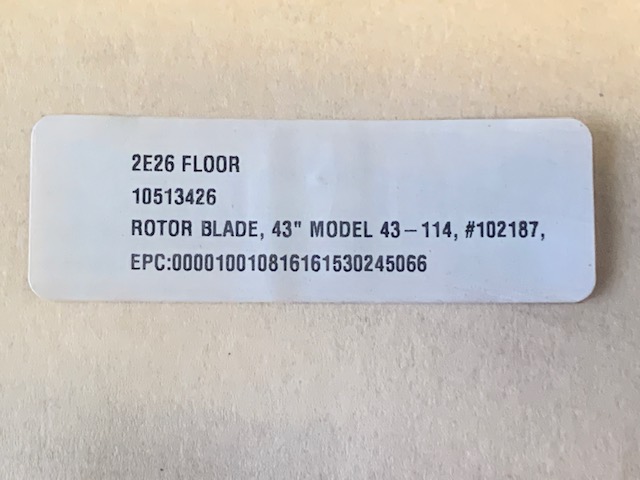 2E26 FLOOR
10513426
ROTOR BLADE, 43" MODEL 43-114, #102187,
EPC:000010010816161530245066